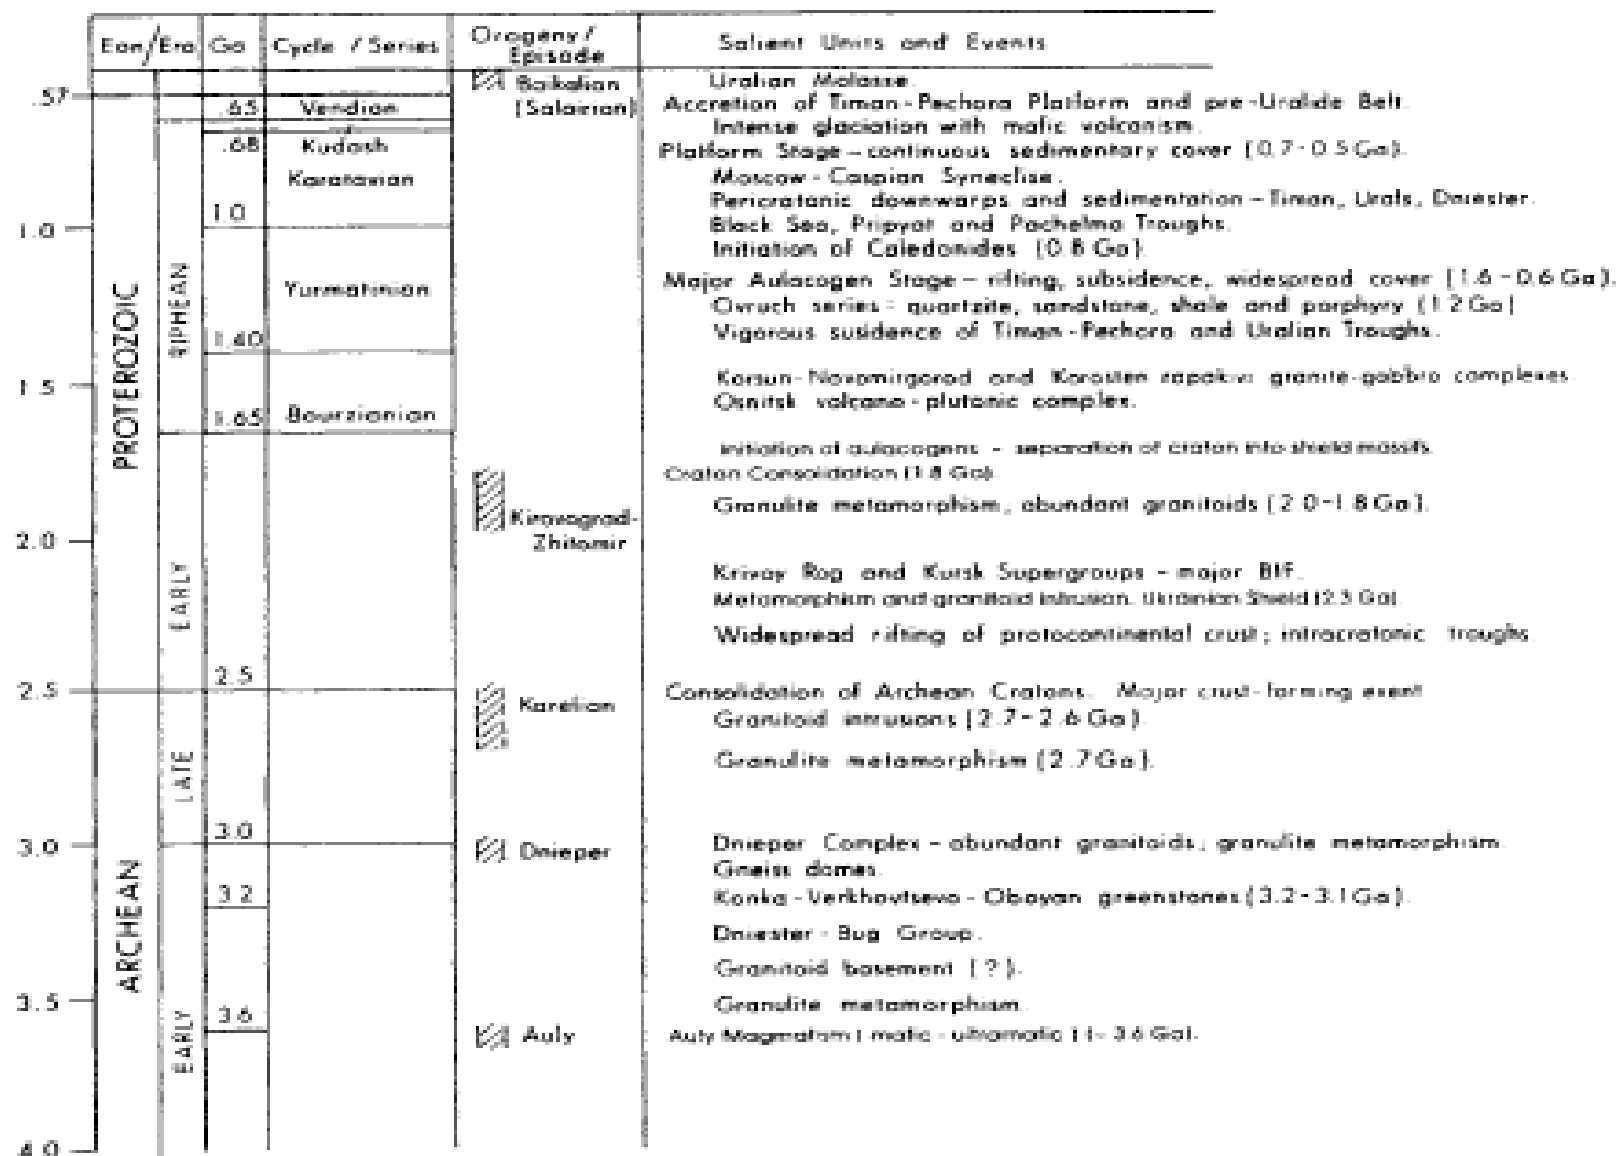 Eon/Era Ga Cycle / Series Orogeny/ Episode Salient Units and Events
Baikalian Uralian Molasse.
.57
.65 Vendian (Salairian) Accretion of Timan-Pechora Platform and pre-Uralide Belt.
Intense glaciation with mafic volcanism.
.68 Kudash Platform Stage - continuous sedimentary cover (0.7-0.5 Ga).
Karatavian Moscow-Caspian Syneclise.
Pericratonic downwarps and sedimentation - Timan, Urals, Dniester.
1.0 Black Sea, Pripyat and Pachelma Troughs.
1.0 Initiation of Caledonides (0.8 Ga).
PROTEROZOIC
RIPHEAN
Major Aulacogen Stage - rifting, subsidence, widespread cover (1.6-0.6 Ga).
Yurmatinian
Ovruch series - quartzite, sandstone, shale and porphyry (1.2 Ga)
1.40 Vigorous susidence of Timan-Pechora and Uralian Troughs.
1.5 Korsun-Novomirgorod and Korosten rapakivi granite-gabbro complexes.
Osnitsk volcano-plutonic complex.
1.65 Bourzianian
Initiation of aulacogens - separation of craton into shield massifs.
Craton Consolidation (1.8 Ga).
Granulite metamorphism; abundant granitoids (2.0-1.8 Ga).
Kirovograd-
2.0 Zhitomir
EARLY
Krivoy Rog and Kursk Supergroups - major BIF.
Metamorphism and granitoid intrusion, Ukrainian Shield (2.3 Ga).
Widespread rifting of protocontinental crust; intracratonic troughs
2.5
2.5 Karelian Consolidation of Archean Cratons. Major crust-forming event
Granitoid intrusions (2.7-2.6 Ga).
LATE Granulite metamorphism (2.7 Ga).
3.0
3.0 Dnieper Dnieper Complex - abundant granitoids; granulite metamorphism.
Gneiss domes.
ARCHEAN
3.2 Konka-Verkhovtsevo-Oboyan greenstones (3.2-3.1 Ga).
Dniester-Bug Group.
Granitoid basement (?).
3.5 Granulite metamorphism.
3.6
EARLY Auly Auly Magmatism (mafic-ultramafic) (~3.6 Ga).
4.0